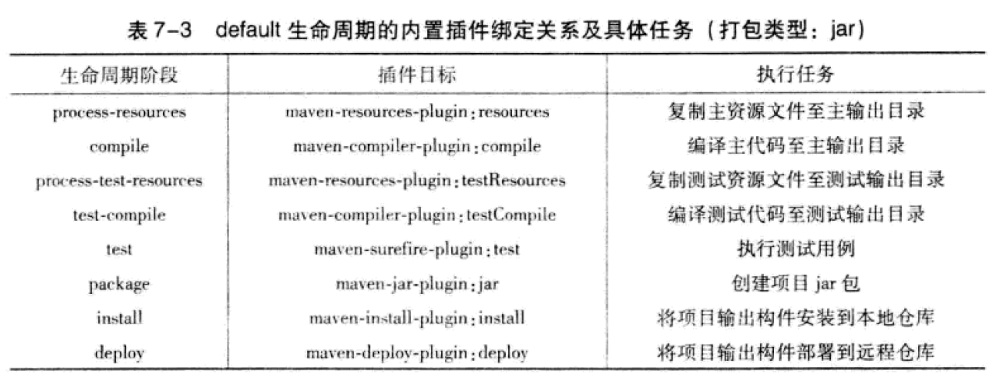 表 7-3 default 生命周期的内置插件绑定关系及具体任务（打包类型：jar）
生命周期阶段 插件目标 执行任务
process-resources maven-resources-plugin:resources 复制主资源文件至主输出目录
compile maven-compiler-plugin:compile 编译主代码至主输出目录
process-test-resources maven-resources-plugin:testResources 复制测试资源文件至测试输出目录
test-compile maven-compiler-plugin:testCompile 编译测试代码至测试输出目录
test maven-surefire-plugin:test 执行测试用例
package maven-jar-plugin:jar 创建项目 jar 包
install maven-install-plugin:install 将项目输出构件安装到本地仓库
deploy maven-deploy-plugin:deploy 将项目输出构件部署到远程仓库